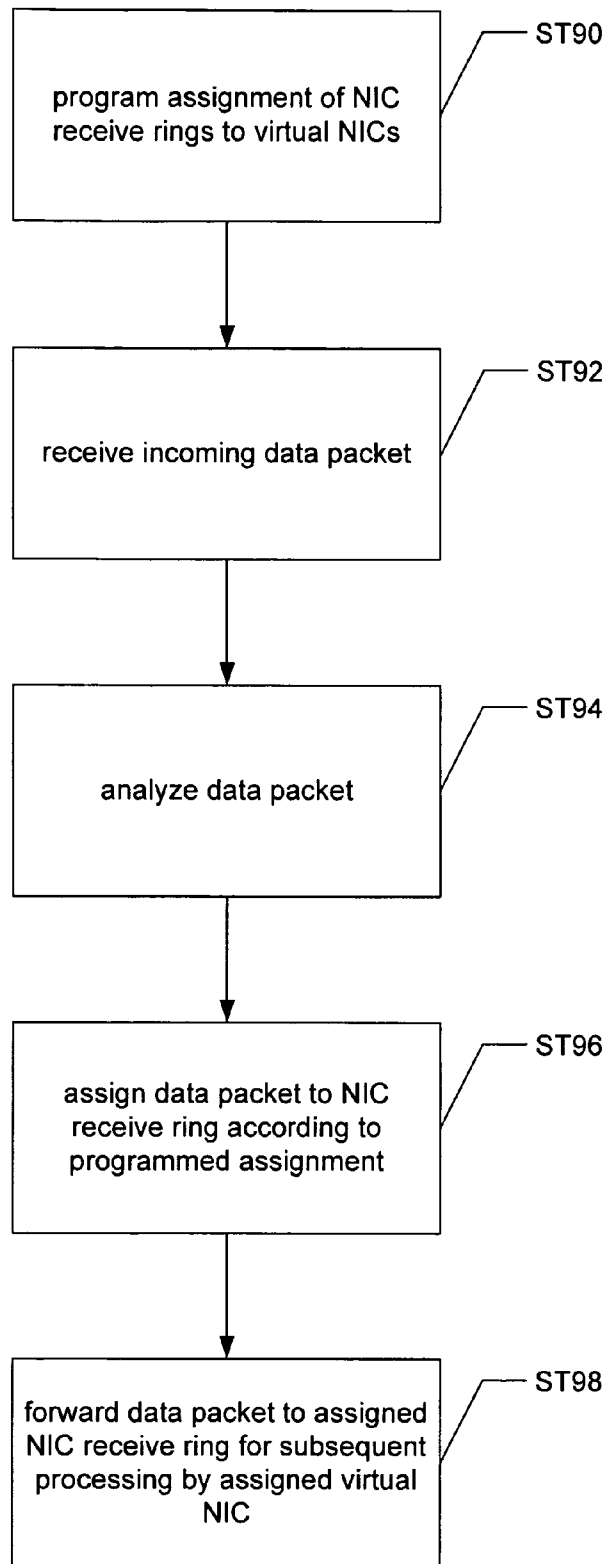 ST90
program assignment of NIC
receive rings to virtual NICs
ST92
receive incoming data packet
ST94
analyze data packet
ST96
assign data packet to NIC
receive ring according to
programmed assignment
ST98
forward data packet to assigned
NIC receive ring for subsequent
processing by assigned virtual
NIC